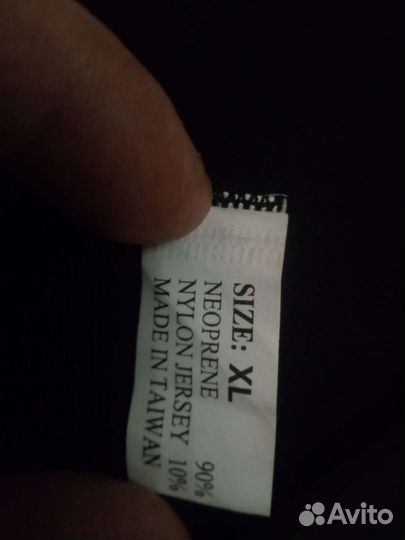 SIZE: XL
NEOPRENE 90%
NYLON JERSEY 10%
MADE IN TAIWAN
Avito